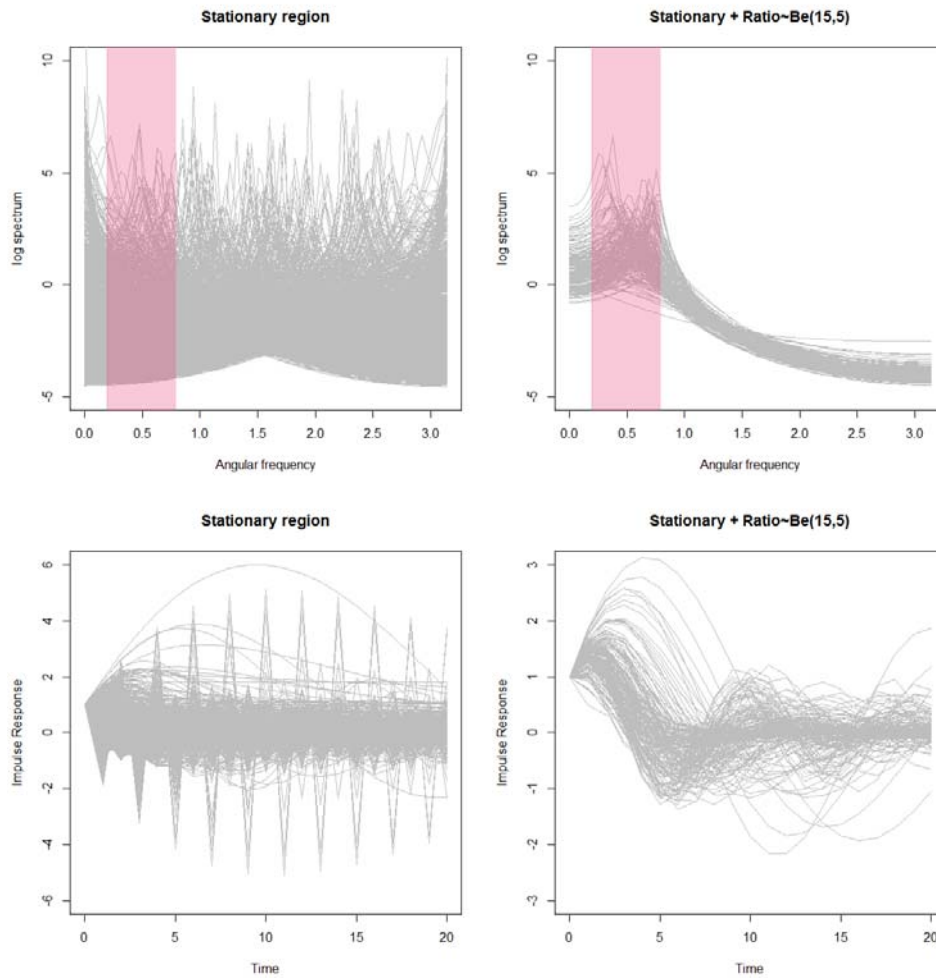 Stationary region
Stationary + Ratio~Be(15,5)
log spectrum
10
5
0
-5
0.0 0.5 1.0 1.5 2.0 2.5 3.0
Angular frequency
log spectrum
10
5
0
-5
0.0 0.5 1.0 1.5 2.0 2.5 3.0
Angular frequency
Stationary region
Stationary + Ratio~Be(15,5)
Impulse Response
6
4
2
0
-2
-4
-6
0 5 10 15 20
Time
Impulse Response
3
2
1
0
-1
-2
-3
0 5 10 15 20
Time